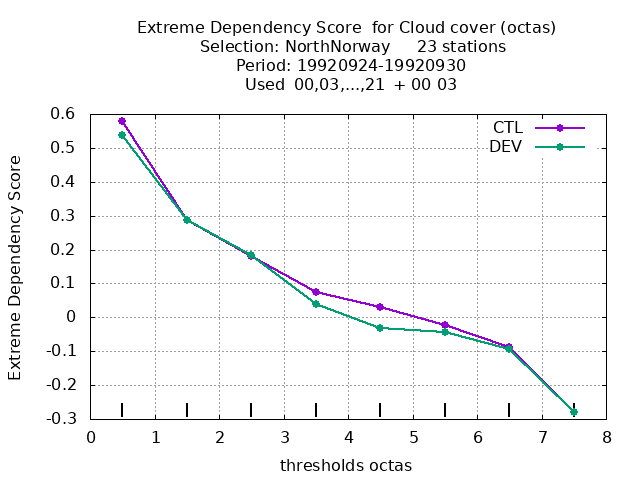 Extreme Dependency Score  for Cloud cover (octas)
Selection: NorthNorway     23 stations
Period: 19920924-19920930
Used  00,03,...,21  + 00 03
CTL
DEV
0.6
0.5
0.4
0.3
0.2
0.1
0
-0.1
-0.2
-0.3
Extreme Dependency Score
0 1 2 3 4 5 6 7 8
thresholds octas